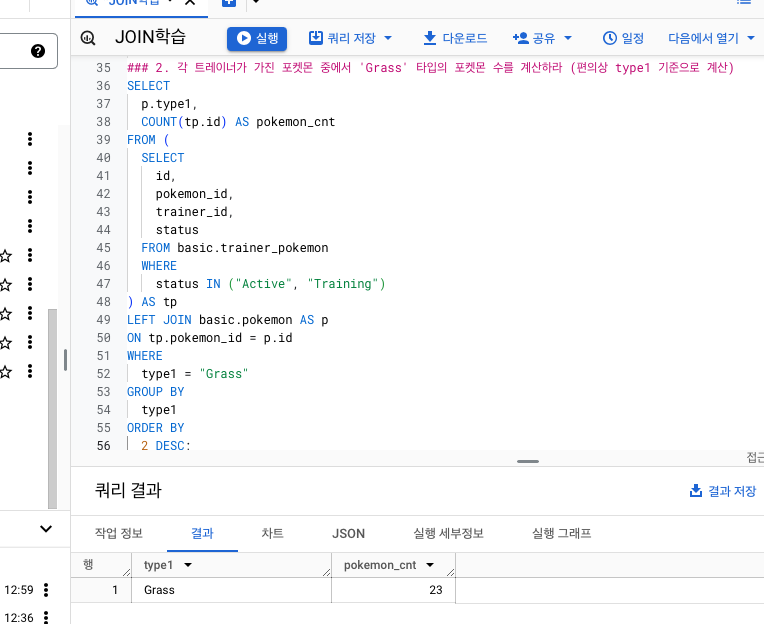 JOIN학습
JOIN학습 실행 쿼리 저장 다운로드 공유 일정 다음에서 열기
35 ### 2. 각 트레이너가 가진 포켓몬 중에서 'Grass' 타입의 포켓몬 수를 계산하라 (편의상 type1 기준으로 계산)
36 SELECT
37 p.type1,
38 COUNT(tp.id) AS pokemon_cnt
39 FROM (
40 SELECT
41 id,
42 pokemon_id,
43 trainer_id,
44 status
45 FROM basic.trainer_pokemon
46 WHERE
47 status IN ("Active", "Training")
48 ) AS tp
49 LEFT JOIN basic.pokemon AS p
50 ON tp.pokemon_id = p.id
51 WHERE
52 type1 = "Grass"
53 GROUP BY
54 type1
55 ORDER BY
56 2 DESC;
접근
쿼리 결과 결과 저장
작업 정보 결과 차트 JSON 실행 세부정보 실행 그래프
행 type1 pokemon_cnt
1 Grass 23
12:59
12:36